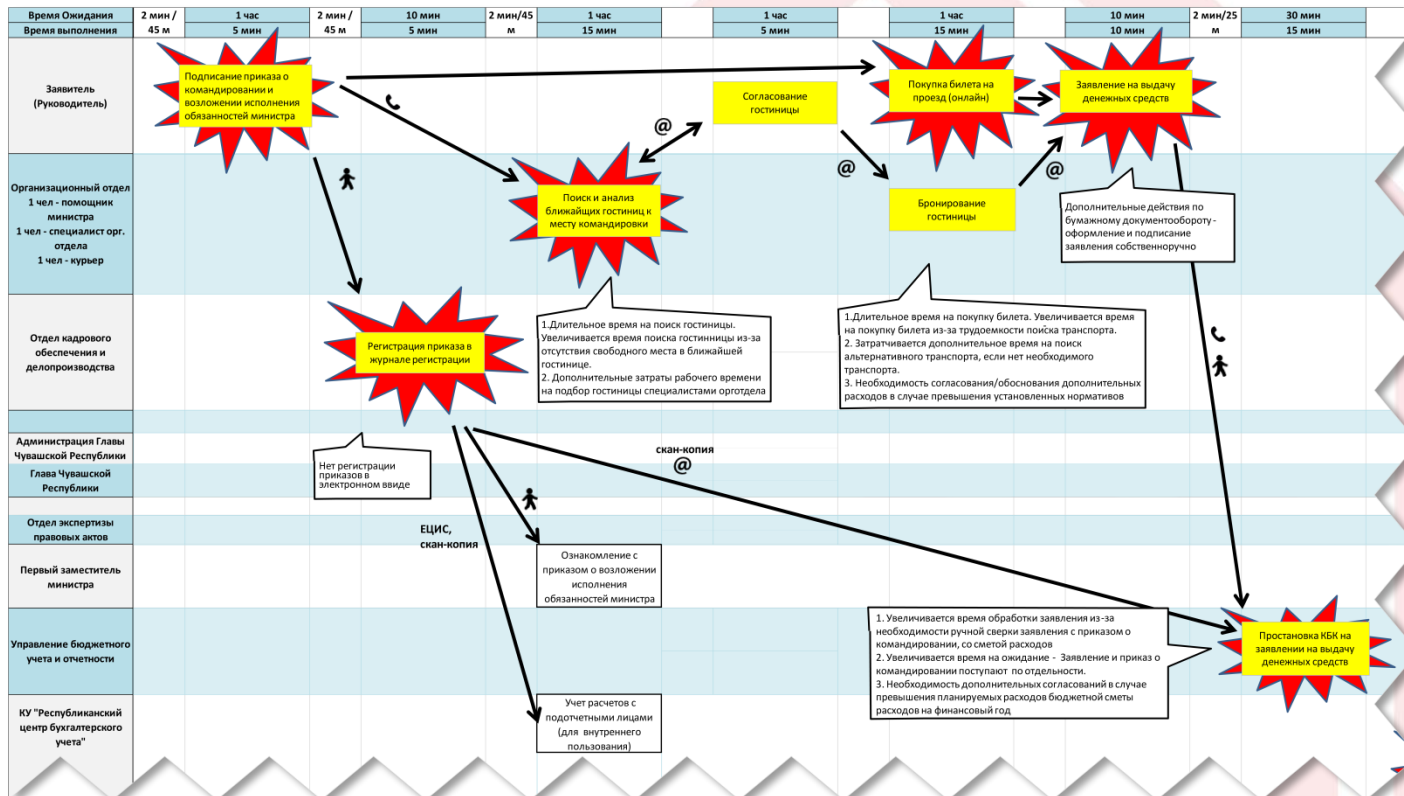 Время Ожидания
Время выполнения
2 мин /
45 м
1 час
5 мин
2 мин /
45 м
10 мин
5 мин
2 мин/45
м
1 час
15 мин
1 час
5 мин
1 час
15 мин
10 мин
10 мин
2 мин/25
м
30 мин
15 мин
Заявитель
(Руководитель)
Подписание приказа о
командировании и
возложении исполнения
обязанностей министра
Согласование
гостиницы
Покупка билета на
проезд (онлайн)
Заявление на выдачу
денежных средств
@
@
@
Организационный отдел
1 чел - помощник
министра
1 чел - специалист орг.
отдела
1 чел - курьер
Поиск и анализ
ближайщих гостиниц к
месту командировки
Бронирование
гостиницы
Дополнительные действия по
бумажному документообороту -
оформление и подписание
заявления собственноручно
Отдел кадрового
обеспечения и
делопроизводства
Регистрация приказа в
журнале регистрации
1.Длительное время на поиск гостиницы.
Увеличивается время поиска гостинницы из-за
отсутствия свободного места в ближайшей
гостинице.
2. Дополнительные затраты рабочего времени
на подбор гостиницы специалистами орготдела
1.Длительное время на покупку билета. Увеличивается время
на покупку билета из-за трудоемкости поиска транспорта.
2. Затрачивается дополнительное время на поиск
альтернативного транспорта, если нет необходимого
транспорта.
3. Необходимость согласования/обоснования дополнительных
расходов в случае превышения установленных нормативов
Администрация Главы
Чувашской Республики
Глава Чувашской
Республики
Нет регистрации
приказов в
электронном ввиде
скан-копия
@
Отдел экспертизы
правовых актов
ЕЦИС,
скан-копия
Первый заместитель
министра
Ознакомление с
приказом о возложении
исполнения
обязанностей министра
Управление бюджетного
учета и отчетности
1. Увеличивается время обработки заявления из-за
необходимости ручной сверки заявления с приказом о
командировании, со сметой расходов
2. Увеличивается время на ожидание - Заявление и приказ о
командировании поступают по отдельности.
3. Необходимость дополнительных согласований в случае
превышения планируемых расходов бюджетной сметы
расходов на финансовый год
Простановка КБК на
заявлении на выдачу
денежных средств
КУ "Республиканский
центр бухгалтерского
учета"
Учет расчетов с
подотчетными лицами
(для внутреннего
пользования)